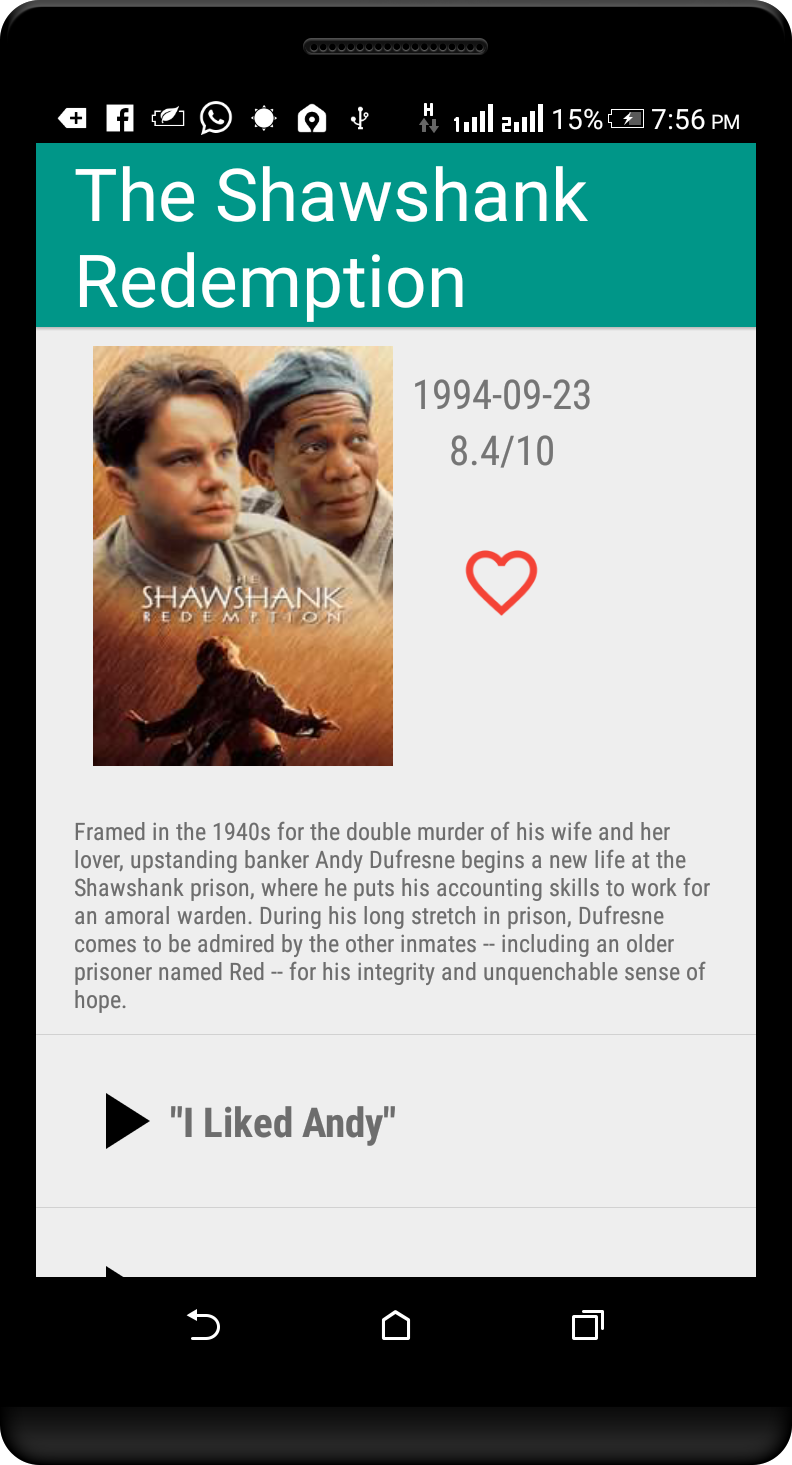 H 1 2 15% 7:56 PM
The Shawshank
Redemption
1994-09-23
8.4/10
THE
SHAWSHANK
REDEMPTION
Framed in the 1940s for the double murder of his wife and her
lover, upstanding banker Andy Dufresne begins a new life at the
Shawshank prison, where he puts his accounting skills to work for
an amoral warden. During his long stretch in prison, Dufresne
comes to be admired by the other inmates -- including an older
prisoner named Red -- for his integrity and unquenchable sense of
hope.
"I Liked Andy"